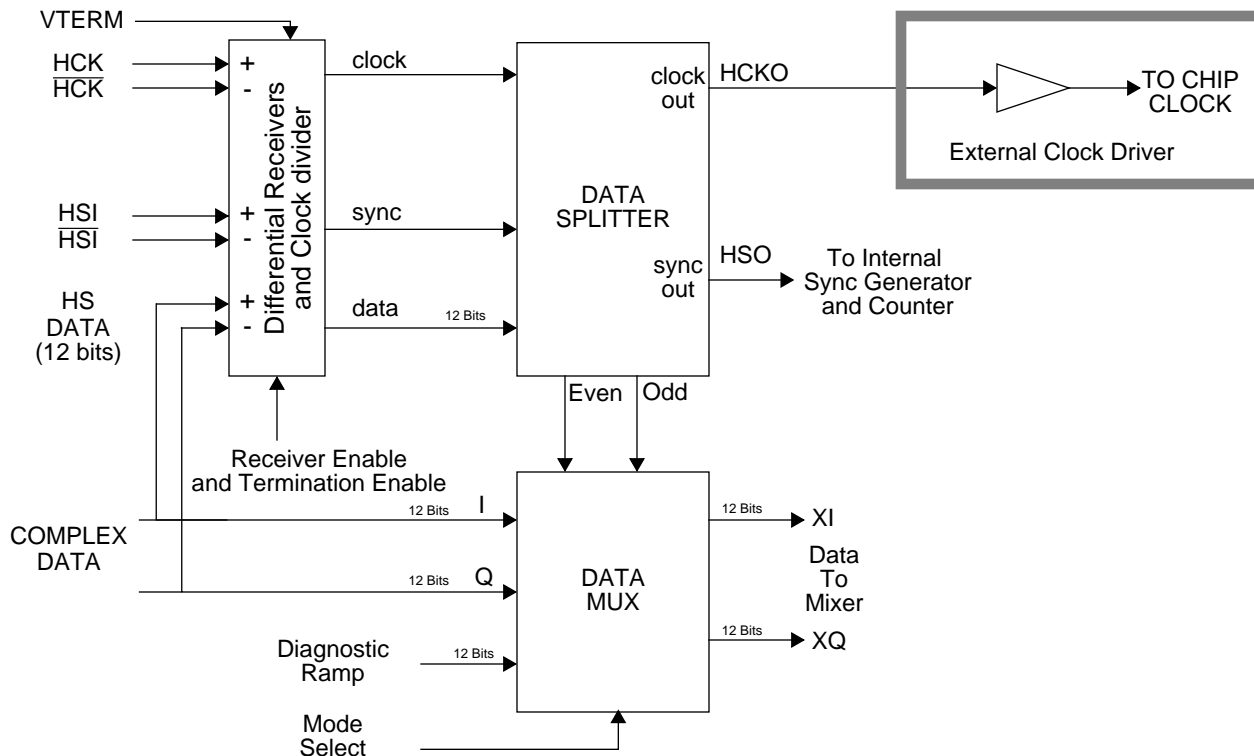 VTERM
HCK
HCK
+
-
clock
HSI
HSI
+
-
sync
HS
DATA
(12 bits)
+
-
data
12 Bits
Differential Receivers
and Clock divider
DATA
SPLITTER
clock
out
HCKO
sync
out
HSO
TO CHIP
CLOCK
External Clock Driver
To Internal
Sync Generator
and Counter
Even
Odd
Receiver Enable
and Termination Enable
COMPLEX
DATA
12 Bits
I
12 Bits
Q
Diagnostic
Ramp
12 Bits
Mode
Select
DATA
MUX
12 Bits
XI
Data
To
Mixer
12 Bits
XQ